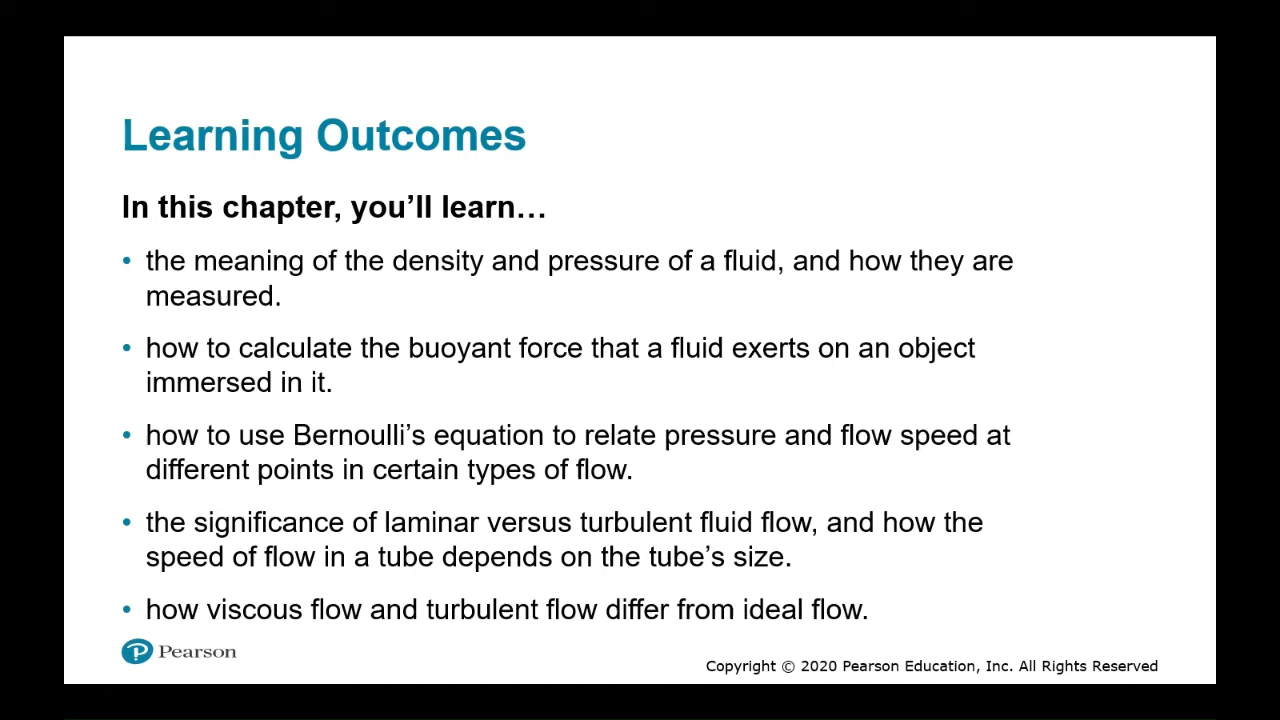 Learning Outcomes
In this chapter, you’ll learn…
• the meaning of the density and pressure of a fluid, and how they are
measured.
• how to calculate the buoyant force that a fluid exerts on an object
immersed in it.
• how to use Bernoulli’s equation to relate pressure and flow speed at
different points in certain types of flow.
• the significance of laminar versus turbulent fluid flow, and how the
speed of flow in a tube depends on the tube’s size.
• how viscous flow and turbulent flow differ from ideal flow.
P Pearson
Copyright © 2020 Pearson Education, Inc. All Rights Reserved